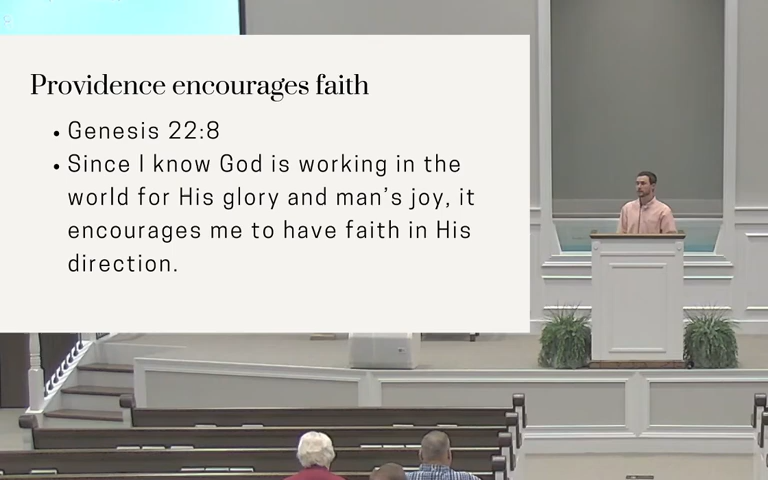 Providence encourages faith
• Genesis 22:8
• Since I know God is working in the
world for His glory and man's joy, it
encourages me to have faith in His
direction.